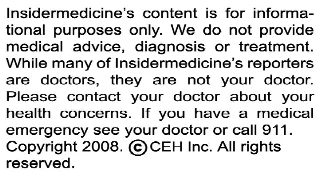 Insidermedicine's content is for informa-
tional purposes only. We do not provide
medical advice, diagnosis or treatment.
While many of Insidermedicine's reporters
are doctors, they are not your doctor.
Please contact your doctor about your
health concerns. If you have a medical
emergency see your doctor or call 911.
Copyright 2008. ©CEH Inc. All rights
reserved.